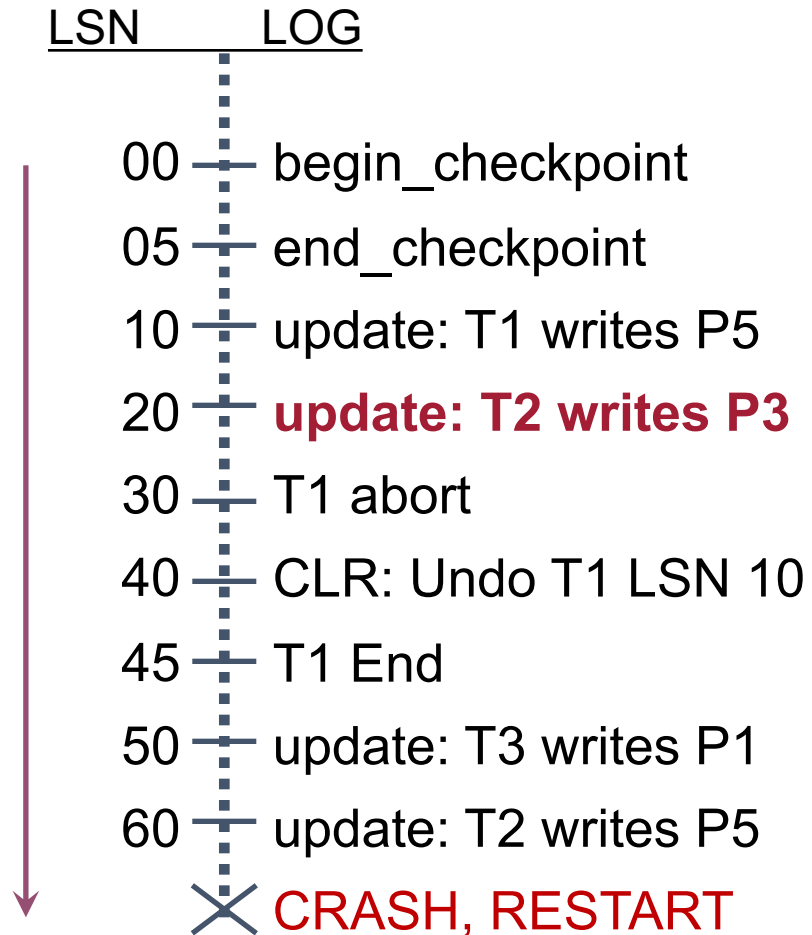 LSN LOG
00 begin_checkpoint
05 end_checkpoint
10 update: T1 writes P5
20 update: T2 writes P3
30 T1 abort
40 CLR: Undo T1 LSN 10
45 T1 End
50 update: T3 writes P1
60 update: T2 writes P5
CRASH, RESTART